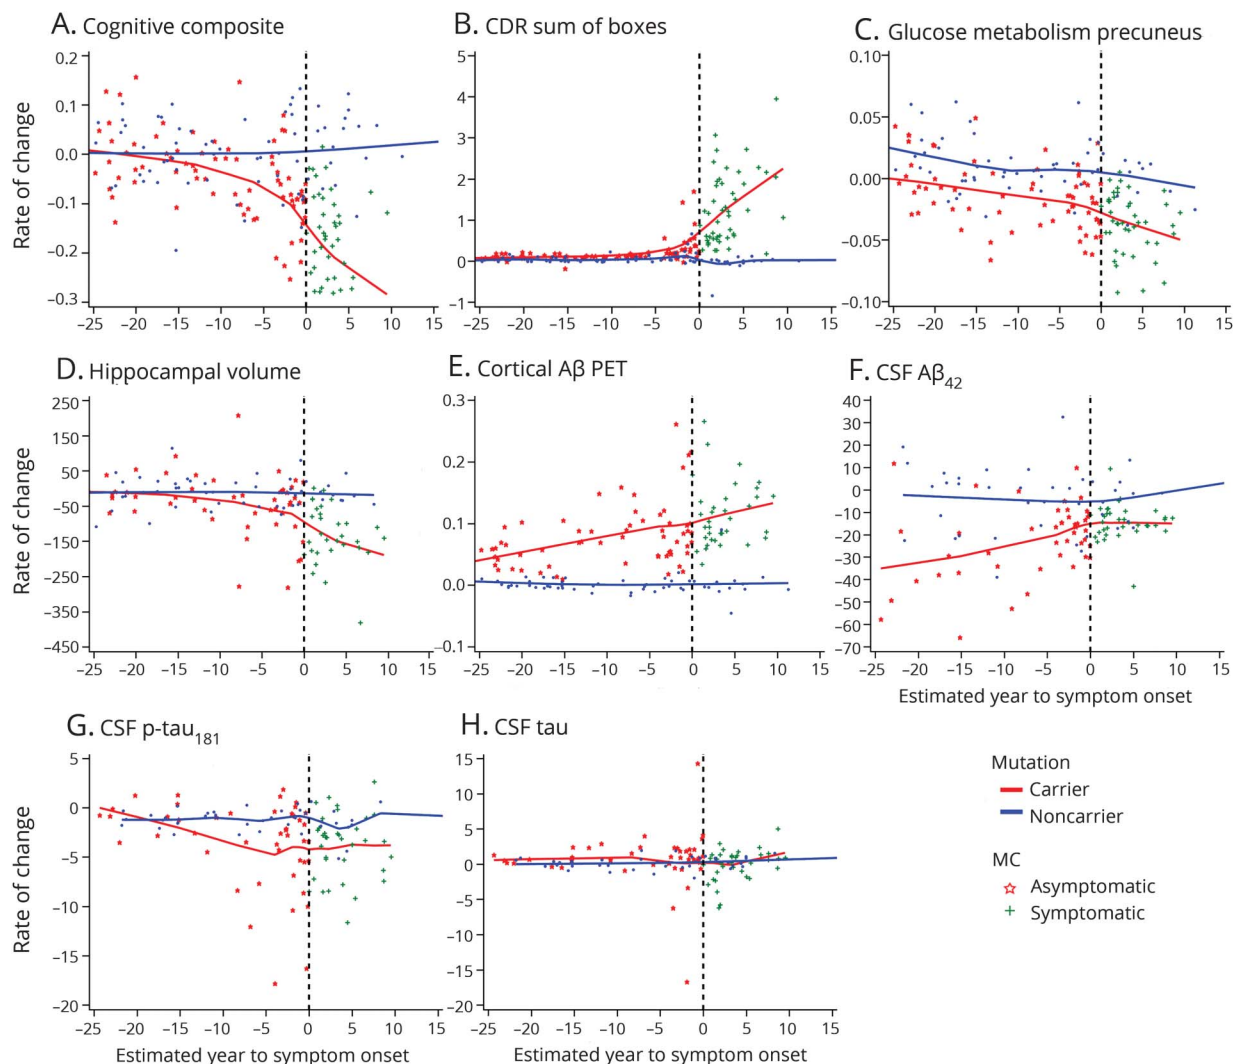 A. Cognitive composite
B. CDR sum of boxes
C. Glucose metabolism precuneus
Rate of change
0.2
0.1
0.0
−0.1
−0.2
−0.3
−25 −20 −15 −10 −5 0 5 10 15
5
4
3
2
1
0
−1
−25 −20 −15 −10 −5 0 5 10 15
0.10
0.05
0.00
−0.05
−0.10
−25 −20 −15 −10 −5 0 5 10 15
D. Hippocampal volume
E. Cortical Aβ PET
F. CSF Aβ42
Rate of change
250
150
50
−50
−150
−250
−350
−450
−25 −20 −15 −10 −5 0 5 10 15
0.3
0.2
0.1
0.0
−0.1
−25 −20 −15 −10 −5 0 5 10 15
40
30
20
10
0
−10
−20
−30
−40
−50
−60
−70
−25 −20 −15 −10 −5 0 5 10 15
Estimated year to symptom onset
G. CSF p-tau181
H. CSF tau
Rate of change
5
0
−5
−10
−15
−20
−25 −20 −15 −10 −5 0 5 10 15
Estimated year to symptom onset
15
10
5
0
−5
−10
−15
−20
−25 −20 −15 −10 −5 0 5 10 15
Estimated year to symptom onset
Mutation
Carrier
Noncarrier
MC
Asymptomatic
Symptomatic